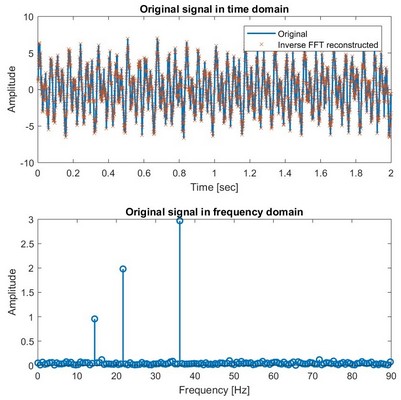 Original signal in time domain
10
5
0
-5
-10
Amplitude
Original
Inverse FFT reconstructed
0 0.2 0.4 0.6 0.8 1 1.2 1.4 1.6 1.8 2
Time [sec]
Original signal in frequency domain
3
2.5
2
1.5
1
0.5
0
Amplitude
0 10 20 30 40 50 60 70 80 90
Frequency [Hz]